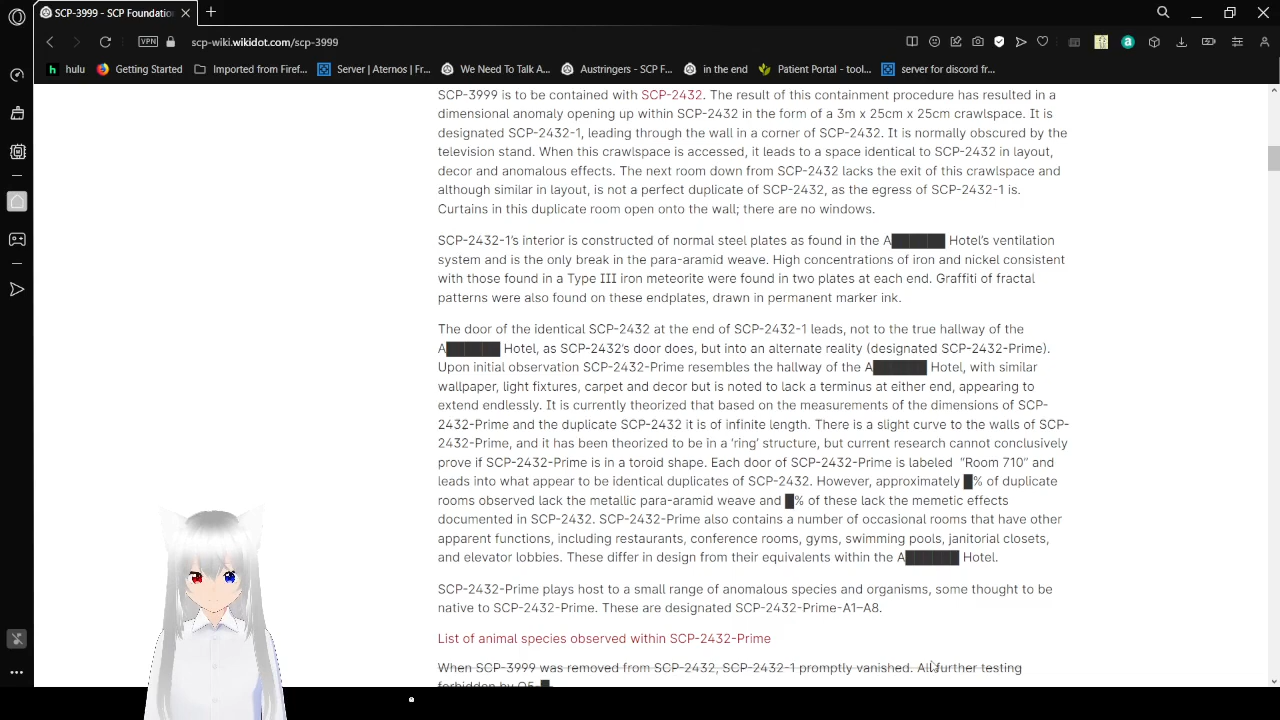 SCP-3999 - SCP Foundatio
scp-wiki.wikidot.com/scp-3999
VPN
hulu
Getting Started
Imported from Firef...
Server | Aternos | Fr...
We Need To Talk A...
Austringers - SCP F...
in the end
Patient Portal - tool...
server for discord fr...
SCP-3999 is to be contained with SCP-2432. The result of this containment procedure has resulted in a
dimensional anomaly opening up within SCP-2432 in the form of a 3m x 25cm x 25cm crawlspace. It is
designated SCP-2432-1, leading through the wall in a corner of SCP-2432. It is normally obscured by the
television stand. When this crawlspace is accessed, it leads to a space identical to SCP-2432 in layout,
decor and anomalous effects. The next room down from SCP-2432 lacks the exit of this crawlspace and
although similar in layout, is not a perfect duplicate of SCP-2432, as the egress of SCP-2432-1 is.
Curtains in this duplicate room open onto the wall; there are no windows.
SCP-2432-1's interior is constructed of normal steel plates as found in the A██████ Hotel's ventilation
system and is the only break in the para-aramid weave. High concentrations of iron and nickel consistent
with those found in a Type III iron meteorite were found in two plates at each end. Graffiti of fractal
patterns were also found on these endplates, drawn in permanent marker ink.
The door of the identical SCP-2432 at the end of SCP-2432-1 leads, not to the true hallway of the
A██████ Hotel, as SCP-2432's door does, but into an alternate reality (designated SCP-2432-Prime).
Upon initial observation SCP-2432-Prime resembles the hallway of the A██████ Hotel, with similar
wallpaper, light fixtures, carpet and decor but is noted to lack a terminus at either end, appearing to
extend endlessly. It is currently theorized that based on the measurements of the dimensions of SCP-
2432-Prime and the duplicate SCP-2432 it is of infinite length. There is a slight curve to the walls of SCP-
2432-Prime, and it has been theorized to be in a 'ring' structure, but current research cannot conclusively
prove if SCP-2432-Prime is in a toroid shape. Each door of SCP-2432-Prime is labeled "Room 710" and
leads into what appear to be identical duplicates of SCP-2432. However, approximately █% of duplicate
rooms observed lack the metallic para-aramid weave and █% of these lack the memetic effects
documented in SCP-2432. SCP-2432-Prime also contains a number of occasional rooms that have other
apparent functions, including restaurants, conference rooms, gyms, swimming pools, janitorial closets,
and elevator lobbies. These differ in design from their equivalents within the A██████ Hotel.
SCP-2432-Prime plays host to a small range of anomalous species and organisms, some thought to be
native to SCP-2432-Prime. These are designated SCP-2432-Prime-A1-A8.
List of animal species observed within SCP-2432-Prime
When SCP-3999 was removed from SCP-2432, SCP-2432-1 promptly vanished. All further testing
forbidden by O5-█